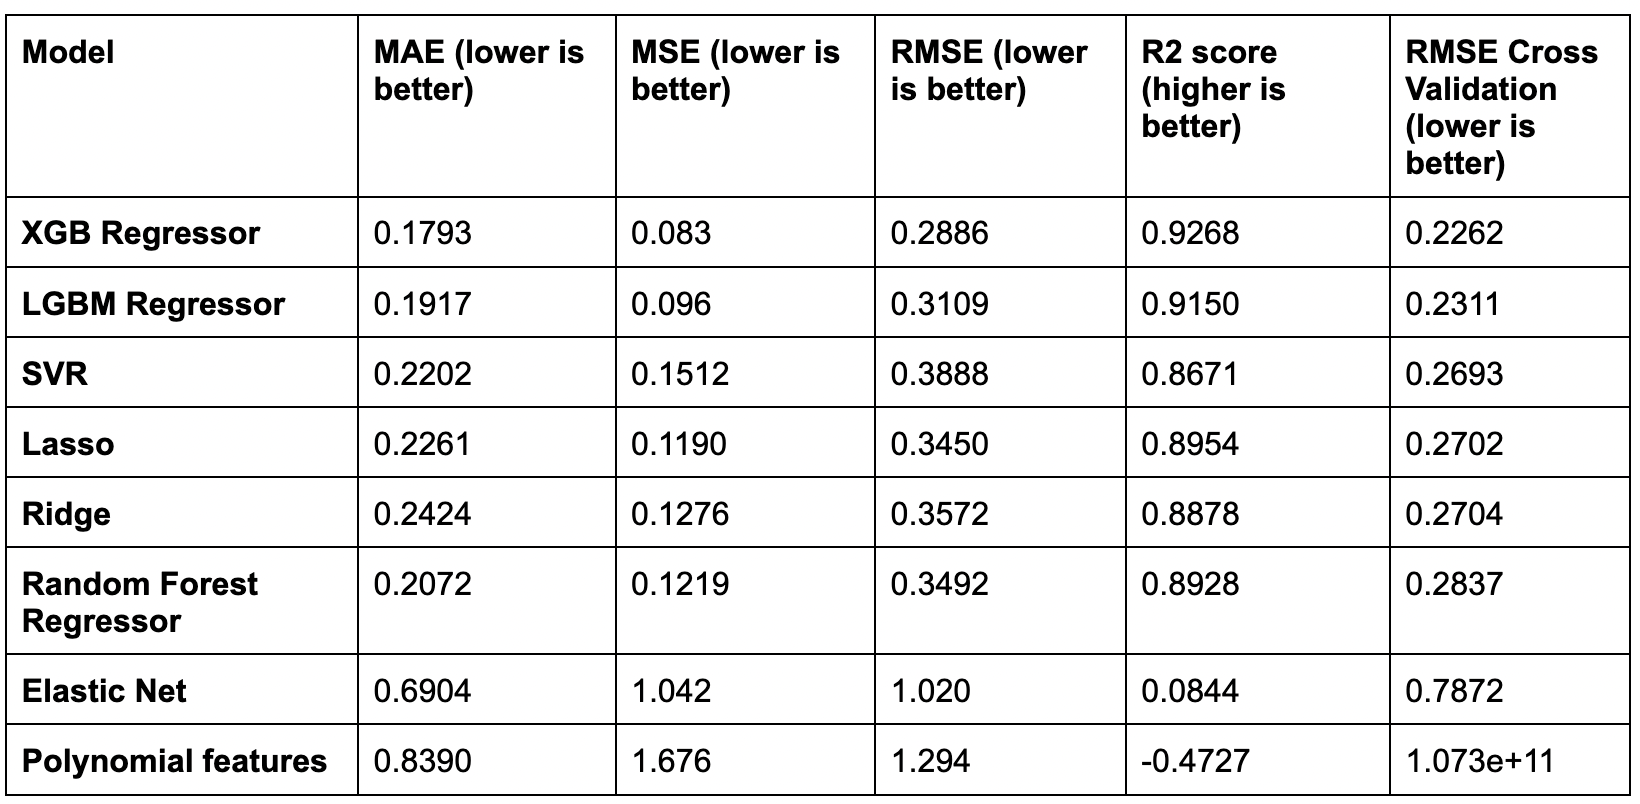 Model MAE (lower is better) MSE (lower is better) RMSE (lower is better) R2 score (higher is better) RMSE Cross Validation (lower is better)
XGB Regressor 0.1793 0.083 0.2886 0.9268 0.2262
LGBM Regressor 0.1917 0.096 0.3109 0.9150 0.2311
SVR 0.2202 0.1512 0.3888 0.8671 0.2693
Lasso 0.2261 0.1190 0.3450 0.8954 0.2702
Ridge 0.2424 0.1276 0.3572 0.8878 0.2704
Random Forest Regressor 0.2072 0.1219 0.3492 0.8928 0.2837
Elastic Net 0.6904 1.042 1.020 0.0844 0.7872
Polynomial features 0.8390 1.676 1.294 -0.4727 1.073e+11